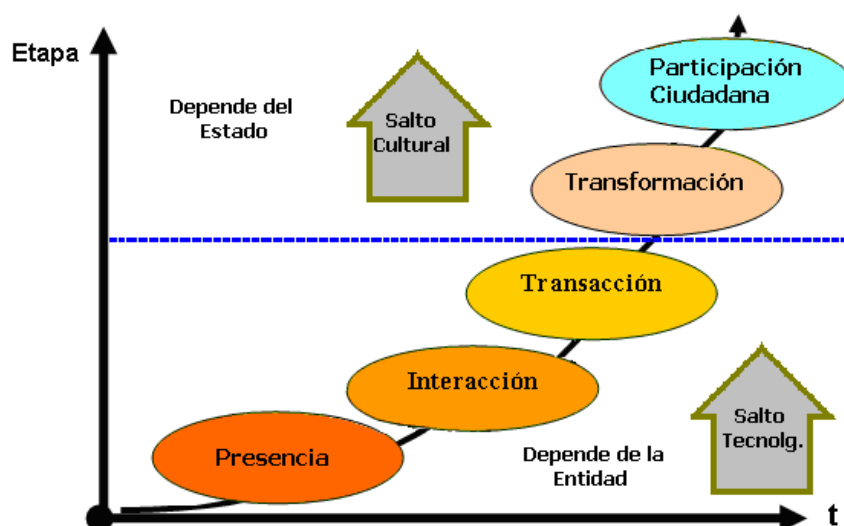 Etapa
Participación
Ciudadana
Depende del
Estado
Salto
Cultural
Transformación
Transacción
Interacción
Salto
Tecnolg.
Presencia
Depende de la
Entidad
t